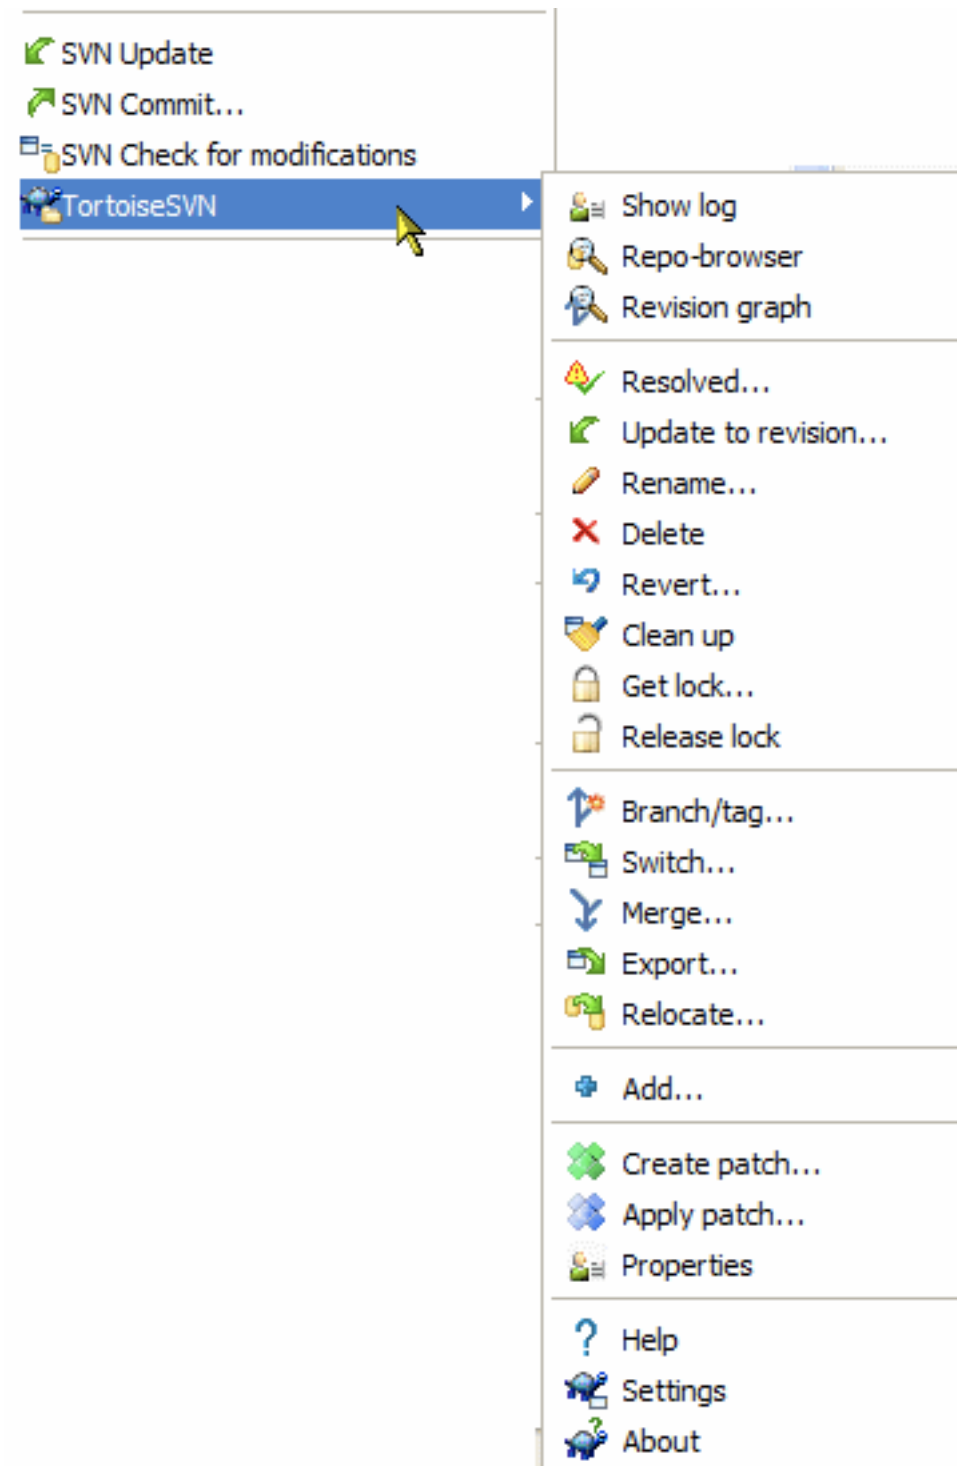 SVN Update
SVN Commit...
SVN Check for modifications
TortoiseSVN
Show log
Repo-browser
Revision graph
Resolved...
Update to revision...
Rename...
Delete
Revert...
Clean up
Get lock...
Release lock
Branch/tag...
Switch...
Merge...
Export...
Relocate...
Add...
Create patch...
Apply patch...
Properties
Help
Settings
About